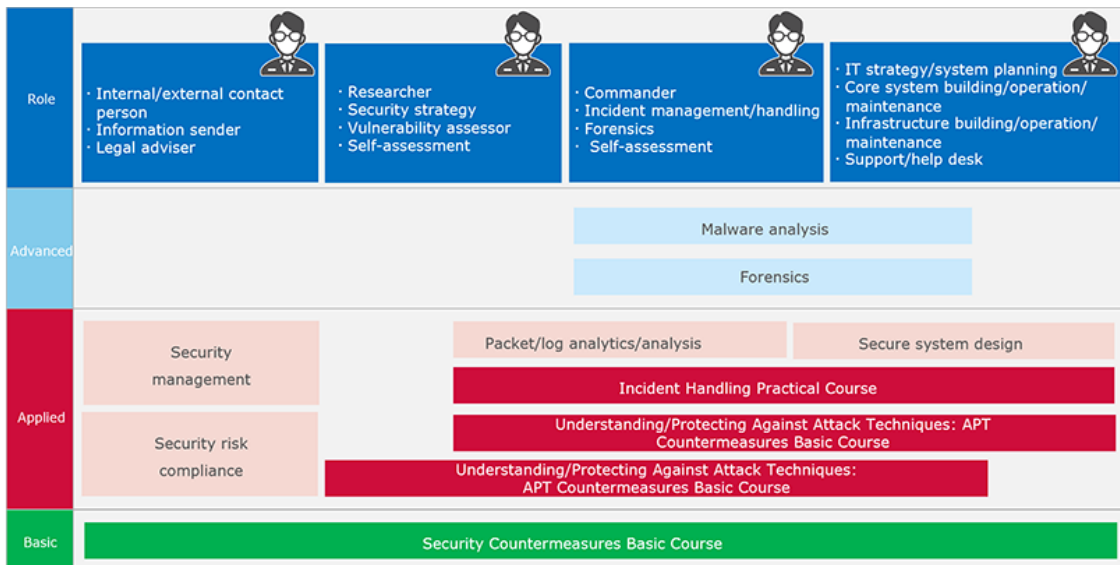 Role
· Internal/external contact
person
· Information sender
· Legal adviser
· Researcher
· Security strategy
· Vulnerability assessor
· Self-assessment
· Commander
· Incident management/handling
· Forensics
· Self-assessment
· IT strategy/system planning
· Core system building/operation/
maintenance
· Infrastructure building/operation/
maintenance
· Support/help desk
Advanced
Malware analysis
Forensics
Applied
Security
management
Security risk
compliance
Packet/log analytics/analysis
Secure system design
Incident Handling Practical Course
Understanding/Protecting Against Attack Techniques: APT
Countermeasures Basic Course
Understanding/Protecting Against Attack Techniques:
APT Countermeasures Basic Course
Basic
Security Countermeasures Basic Course